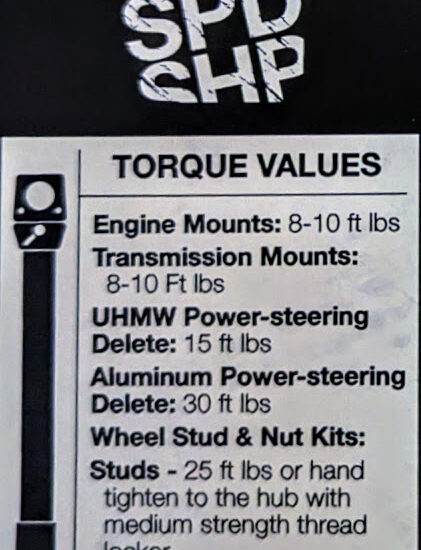 SPD
SHP
TORQUE VALUES
Engine Mounts: 8-10 ft lbs
Transmission Mounts:
8-10 Ft lbs
UHMW Power-steering
Delete: 15 ft lbs
Aluminum Power-steering
Delete: 30 ft lbs
Wheel Stud & Nut Kits:
Studs - 25 ft lbs or hand
tighten to the hub with
medium strength thread
locker